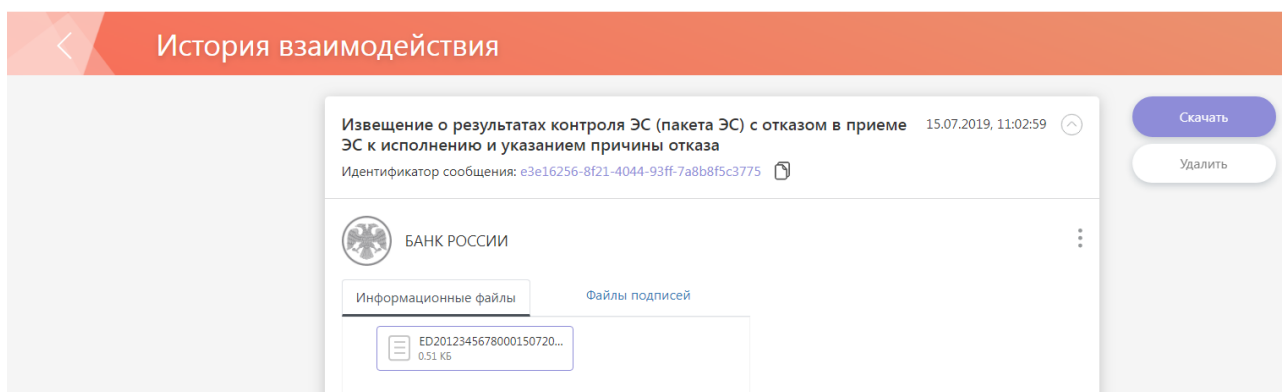 История взаимодействия
Извещение о результатах контроля ЭС (пакета ЭС) с отказом в приеме
ЭС к исполнению и указанием причины отказа
15.07.2019, 11:02:59
Идентификатор сообщения: e3e16256-8f21-4044-93ff-7a8b8f5c3775
Скачать
Удалить
БАНК РОССИИ
Информационные файлы
Файлы подписей
ED2012345678000150720...
0.51 КБ